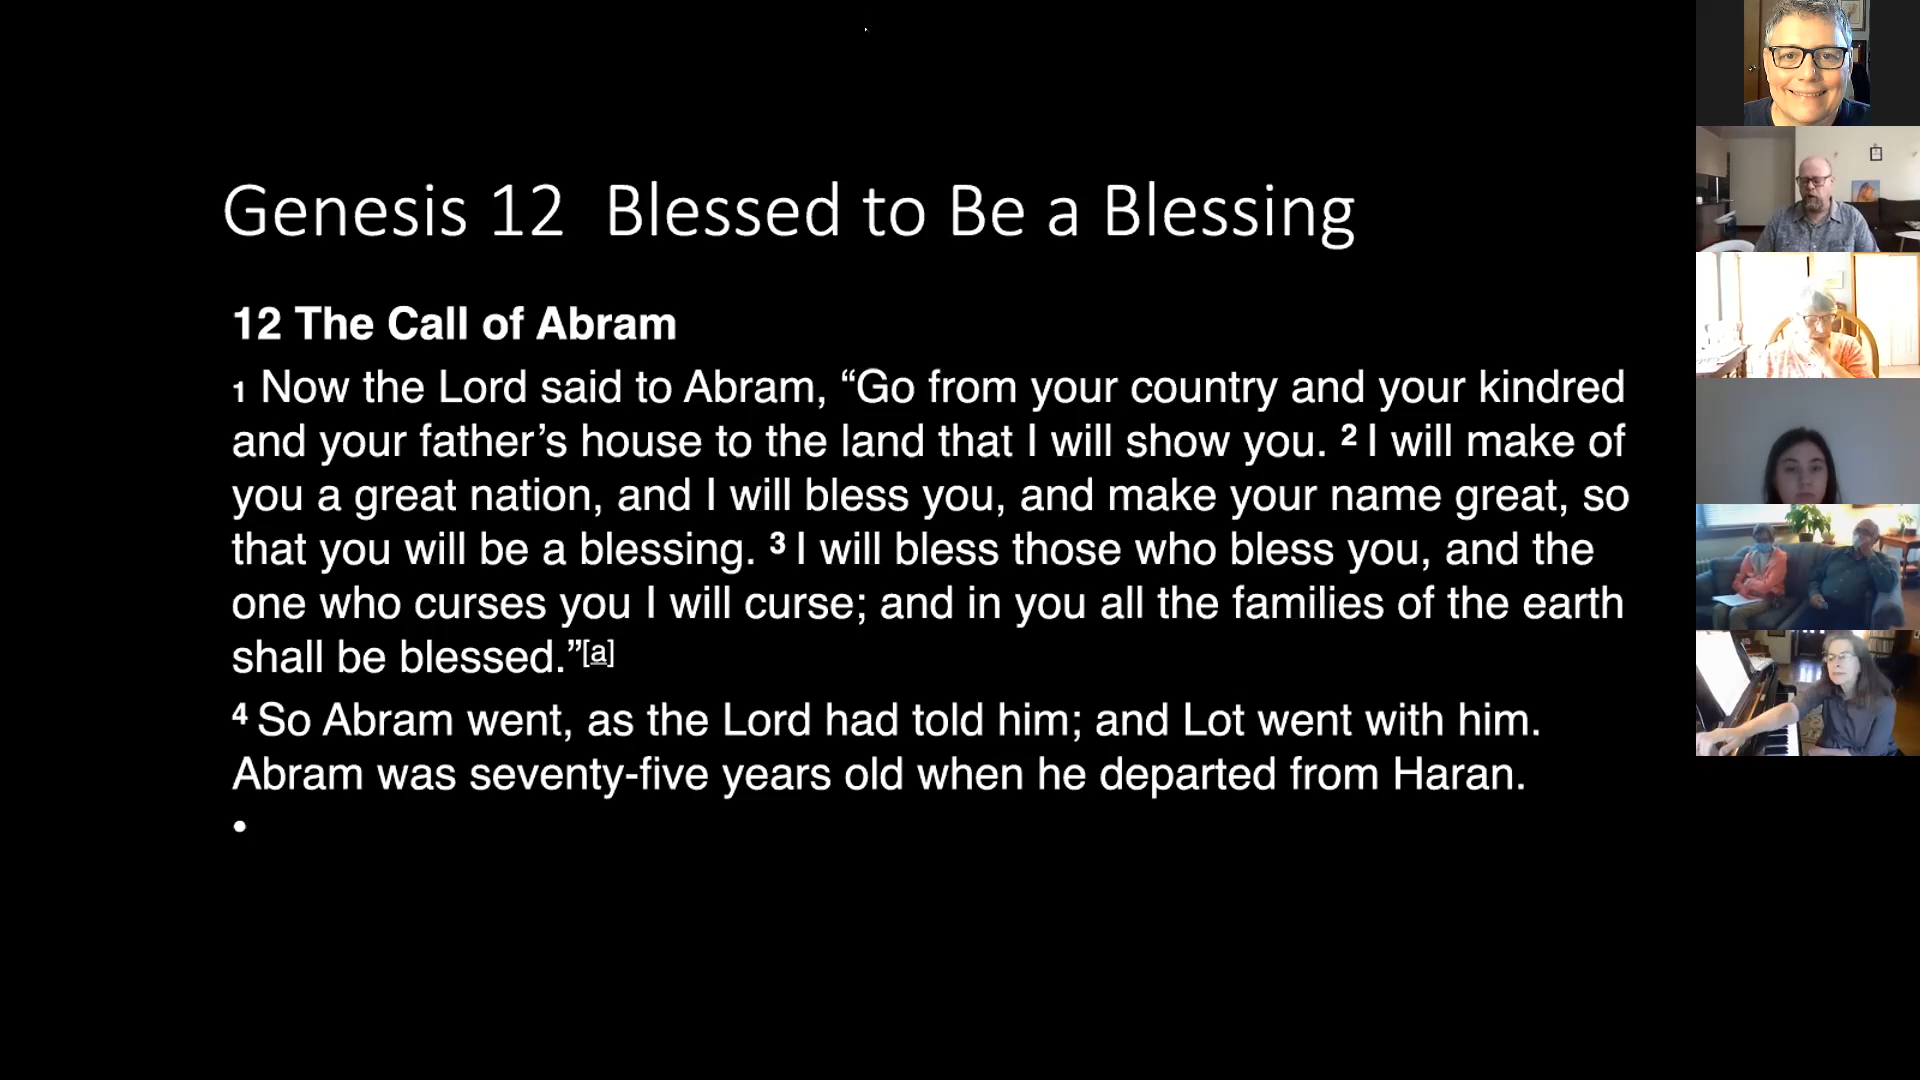 Genesis 12 Blessed to Be a Blessing
12 The Call of Abram
1 Now the Lord said to Abram, “Go from your country and your kindred
and your father’s house to the land that I will show you. 2 I will make of
you a great nation, and I will bless you, and make your name great, so
that you will be a blessing. 3 I will bless those who bless you, and the
one who curses you I will curse; and in you all the families of the earth
shall be blessed.”[a]
4 So Abram went, as the Lord had told him; and Lot went with him.
Abram was seventy-five years old when he departed from Haran.
•